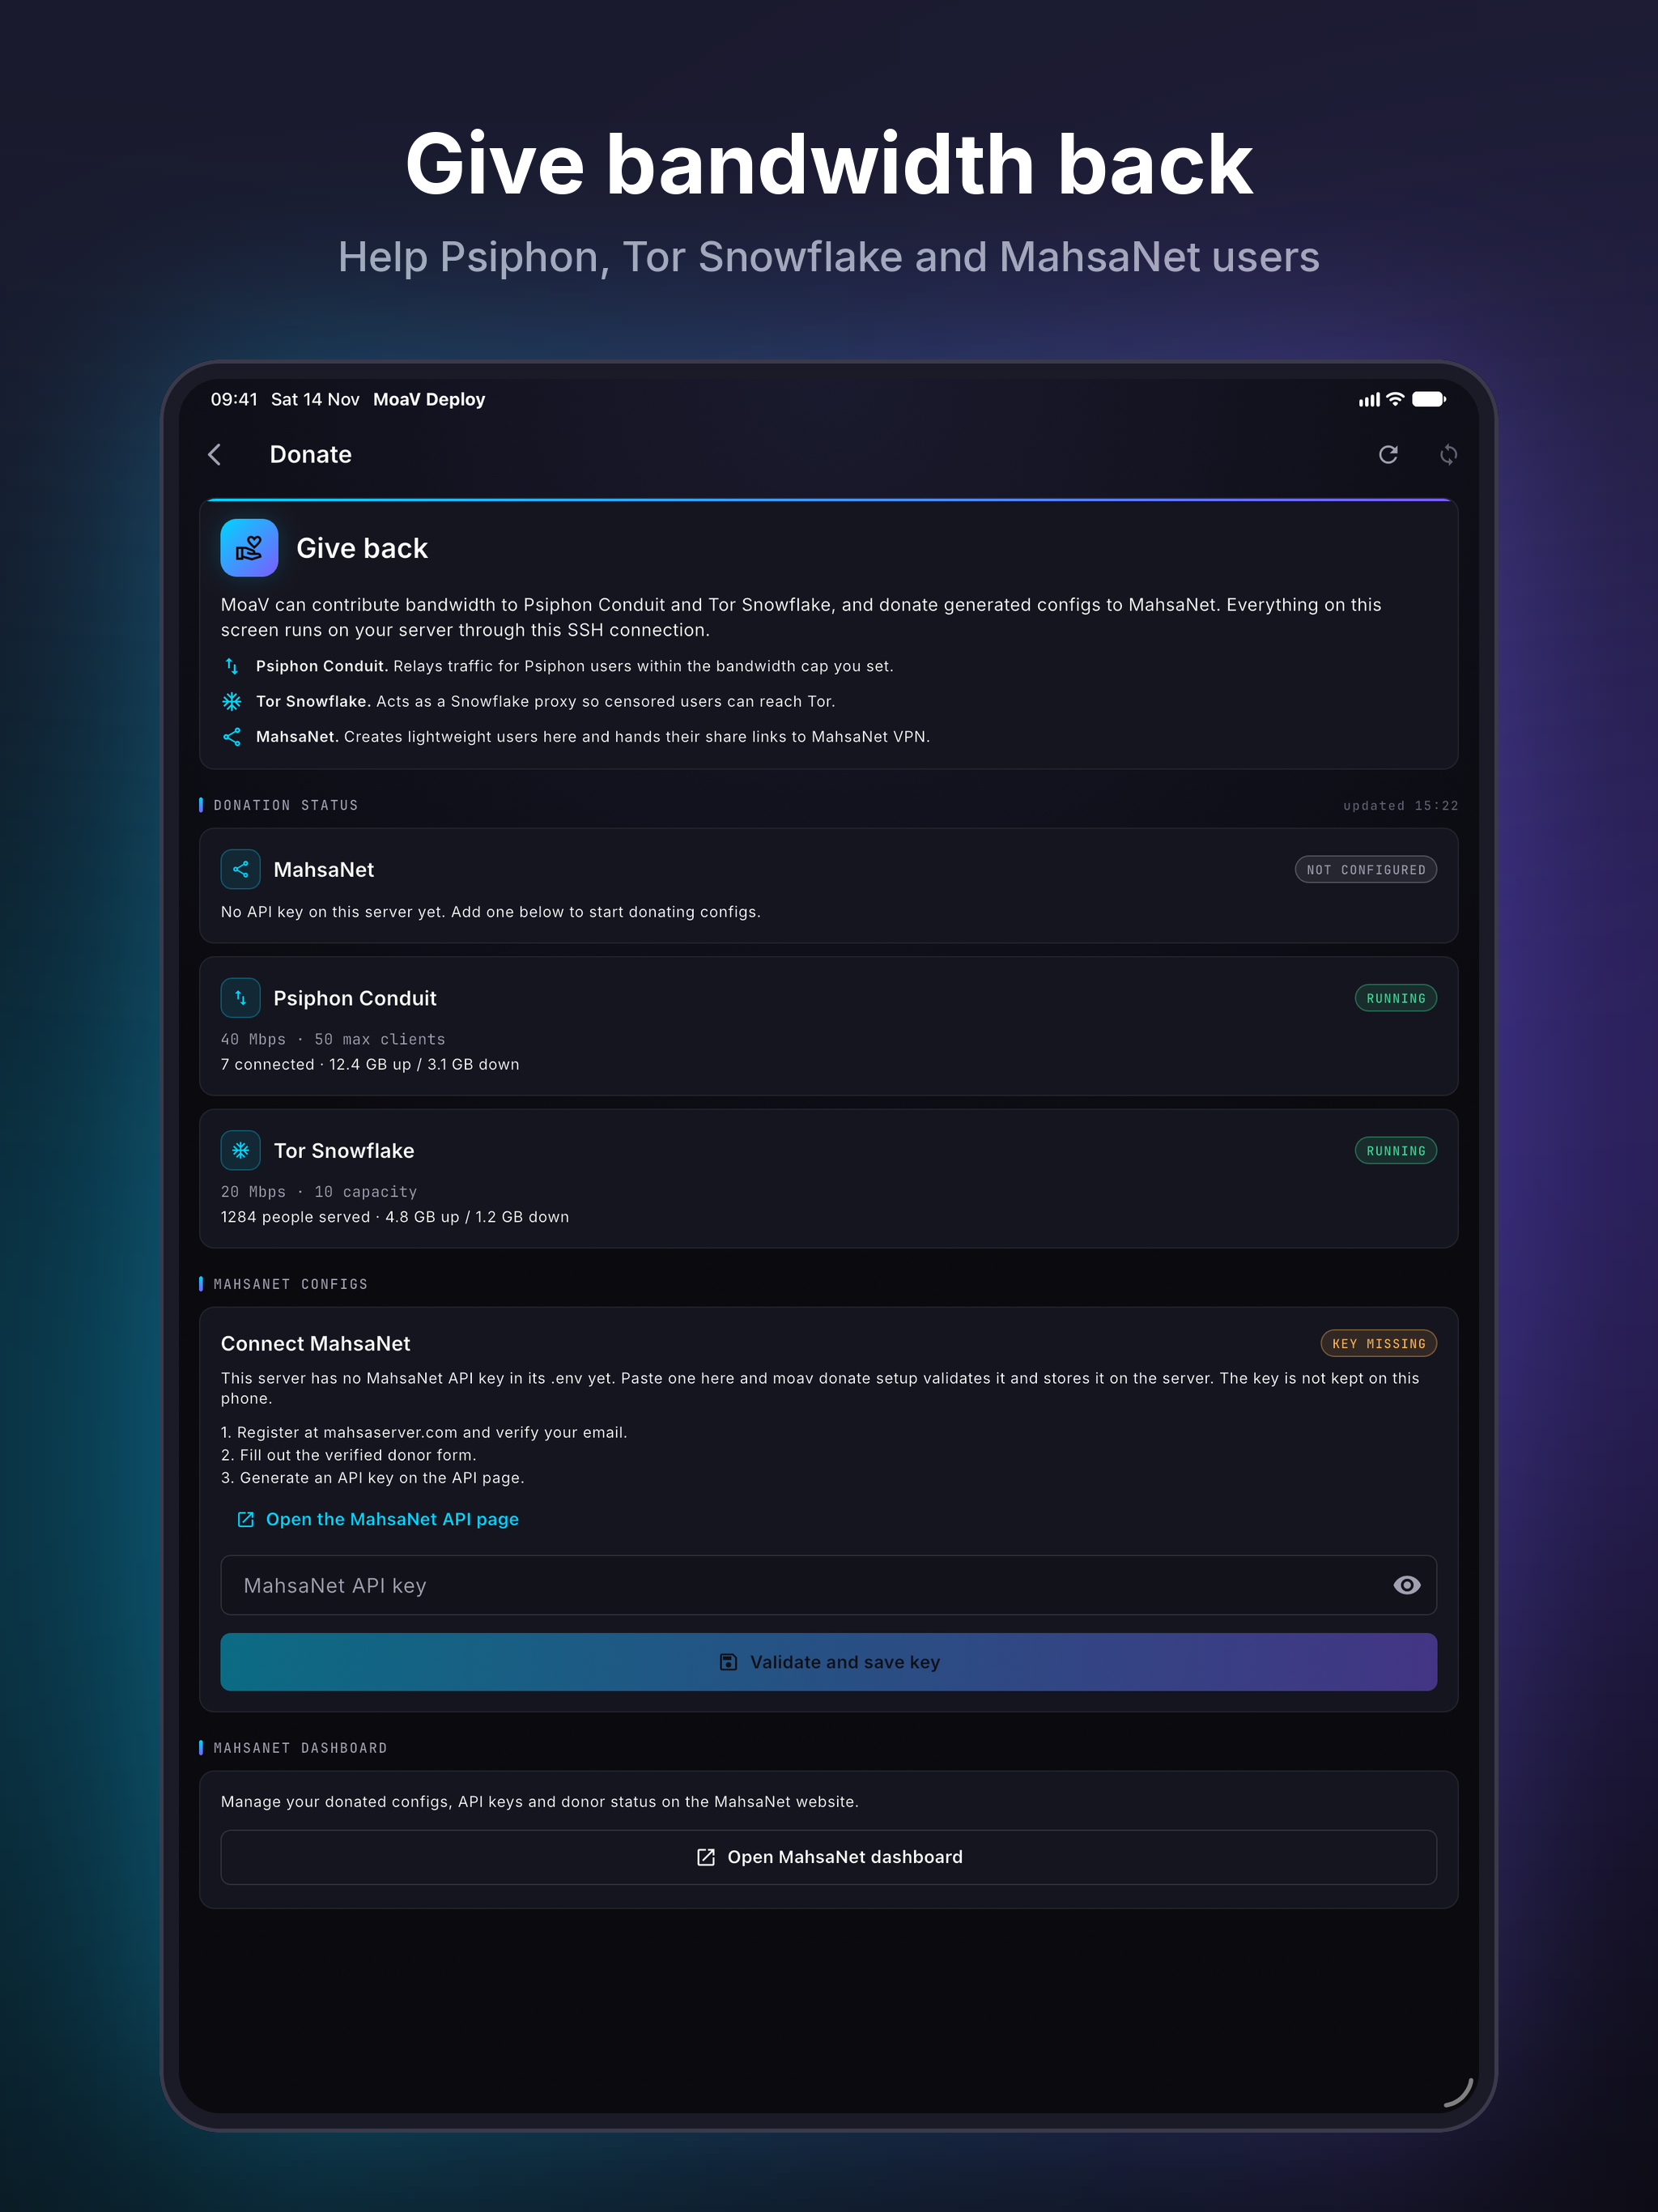 Give bandwidth back
Help Psiphon, Tor Snowflake and MahsaNet users
09:41 Sat 14 Nov MoaV Deploy
Donate
Give back
MoaV can contribute bandwidth to Psiphon Conduit and Tor Snowflake, and donate generated configs to MahsaNet. Everything on this
screen runs on your server through this SSH connection.
Psiphon Conduit. Relays traffic for Psiphon users within the bandwidth cap you set.
Tor Snowflake. Acts as a Snowflake proxy so censored users can reach Tor.
MahsaNet. Creates lightweight users here and hands their share links to MahsaNet VPN.
DONATION STATUS
updated 15:22
MahsaNet
NOT CONFIGURED
No API key on this server yet. Add one below to start donating configs.
Psiphon Conduit
RUNNING
40 Mbps · 50 max clients
7 connected · 12.4 GB up / 3.1 GB down
Tor Snowflake
RUNNING
20 Mbps · 10 capacity
1284 people served · 4.8 GB up / 1.2 GB down
MAHSANET CONFIGS
Connect MahsaNet
KEY MISSING
This server has no MahsaNet API key in its .env yet. Paste one here and moav donate setup validates it and stores it on the server. The key is not kept on this
phone.
1. Register at mahsaserver.com and verify your email.
2. Fill out the verified donor form.
3. Generate an API key on the API page.
Open the MahsaNet API page
MahsaNet API key
Validate and save key
MAHSANET DASHBOARD
Manage your donated configs, API keys and donor status on the MahsaNet website.
Open MahsaNet dashboard